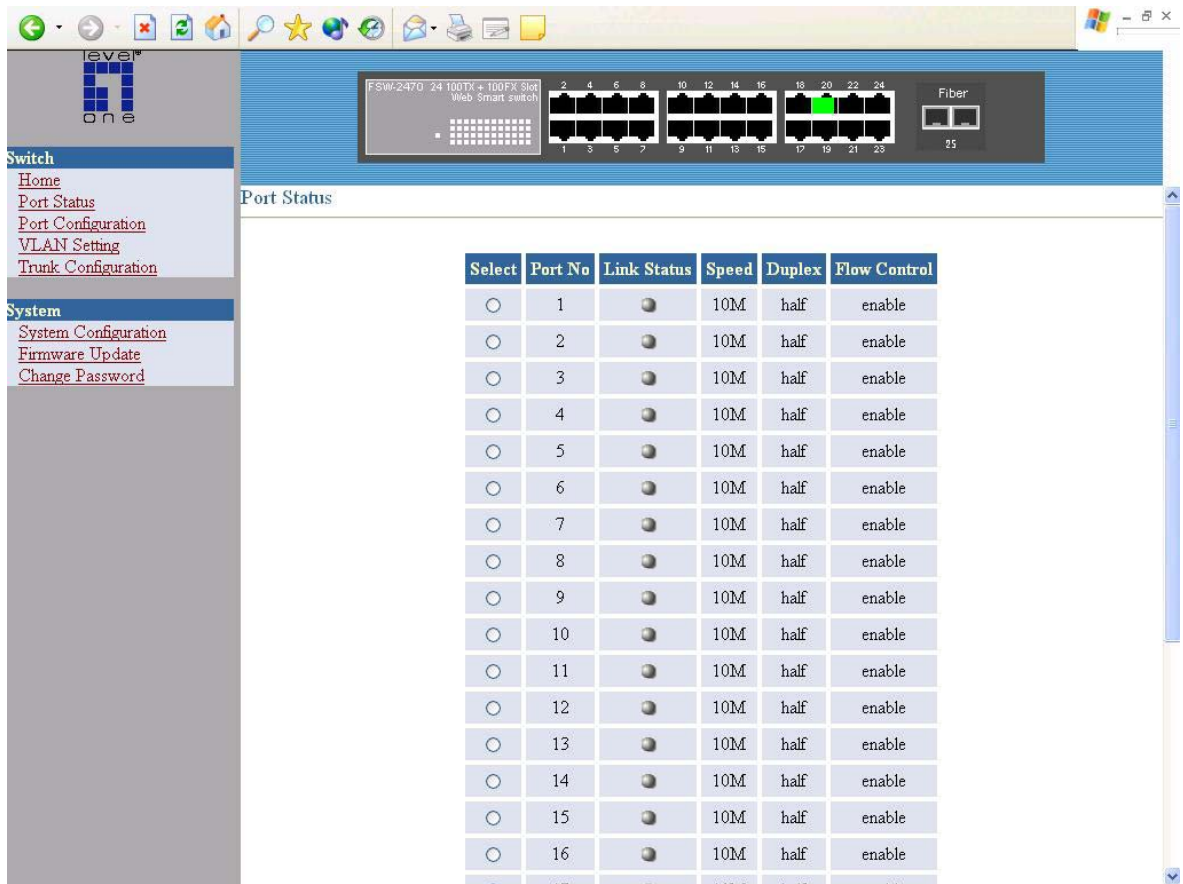 level
one
FSW-2470 24 100TX + 100FX Slot
Web Smart switch
2 4 6 8 10 12 14 16 18 20 22 24
1 3 5 7 9 11 13 15 17 19 21 23
Fiber
25
Switch
Home
Port Status
Port Configuration
VLAN Setting
Trunk Configuration
System
System Configuration
Firmware Update
Change Password
Port Status
Select Port No Link Status Speed Duplex Flow Control
1 10M half enable
2 10M half enable
3 10M half enable
4 10M half enable
5 10M half enable
6 10M half enable
7 10M half enable
8 10M half enable
9 10M half enable
10 10M half enable
11 10M half enable
12 10M half enable
13 10M half enable
14 10M half enable
15 10M half enable
16 10M half enable